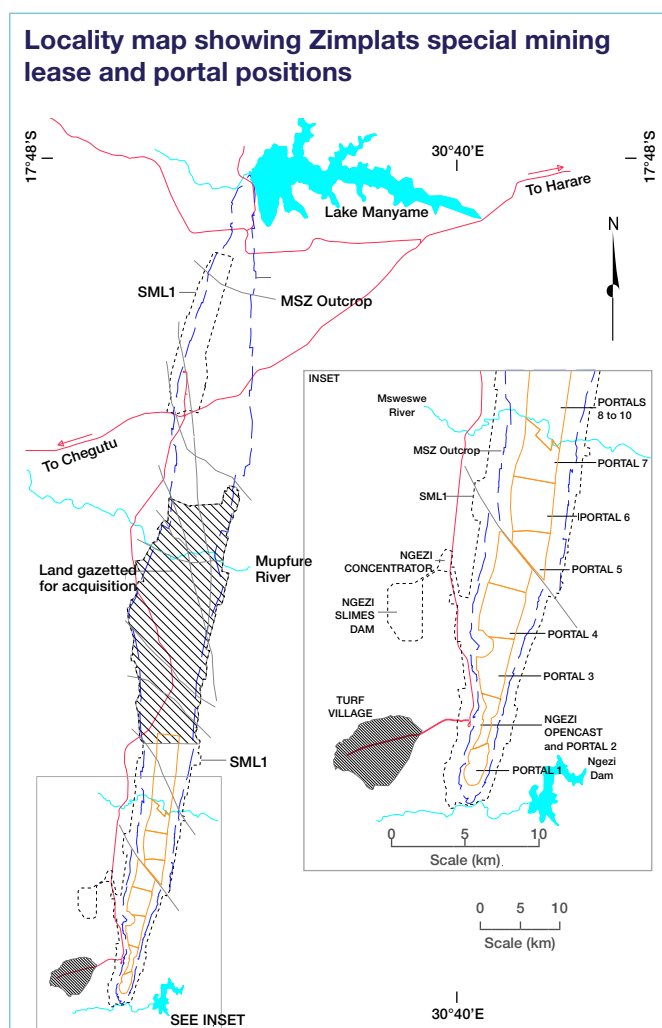 Locality map showing Zimplats special mining
lease and portal positions
17°48'S
30°40'E
17°48'S
To Harare
Lake Manyame
N
SML1
MSZ Outcrop
To Chegutu
Land gazetted
for acquisition
Mupfure
River
SML1
SEE INSET
INSET
Msweswe
River
PORTALS
8 to 10
MSZ Outcrop
PORTAL 7
SML1
PORTAL 6
NGEZI
CONCENTRATOR
PORTAL 5
NGEZI
SLIMES
DAM
PORTAL 4
PORTAL 3
TURF
VILLAGE
NGEZI
OPENCAST
and PORTAL 2
PORTAL 1
Ngezi
Dam
0 5 10
Scale (km)
0 5 10
Scale (km)
30°40'E